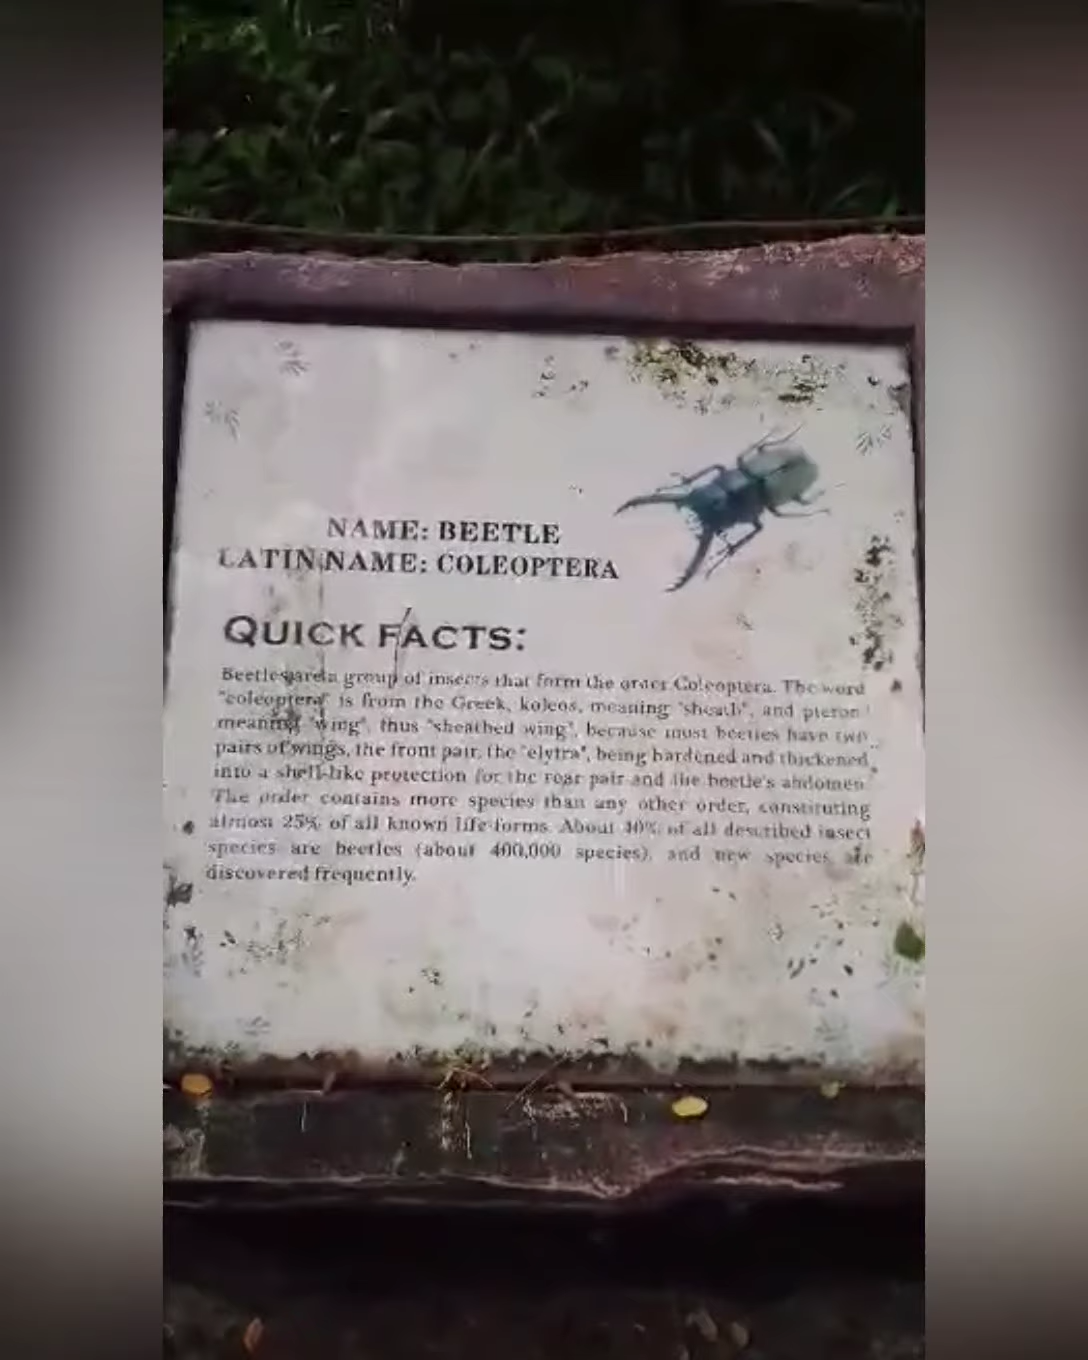 NAME: BEETLE
LATIN NAME: COLEOPTERA
QUICK FACTS:
Beetles are a group of insects that form the order Coleoptera. The word
"coleoptera" is from the Greek, koleos, meaning "sheath", and pteron
meaning "wing", thus "sheathed wing", because most beetles have two
pairs of wings, the front pair, the "elytra", being hardened and thickened
into a shell-like protection for the rear pair and the beetle's abdomen.
The order contains more species than any other order, constituting
almost 25% of all known life-forms. About 40% of all described insect
species are beetles (about 400,000 species), and new species are
discovered frequently.